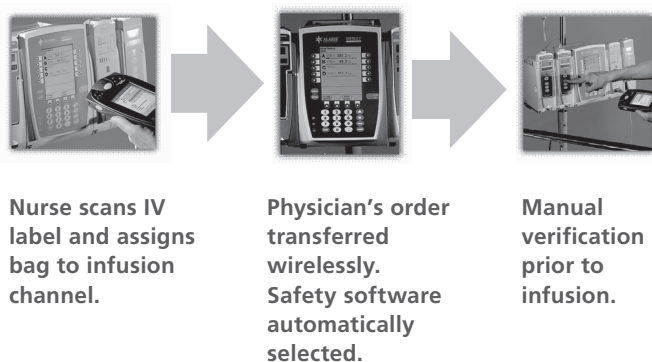 Nurse scans IV
label and assigns
bag to infusion
channel.
Physician's order
transferred
wirelessly.
Safety software
automatically
selected.
Manual
verification
prior to
infusion.